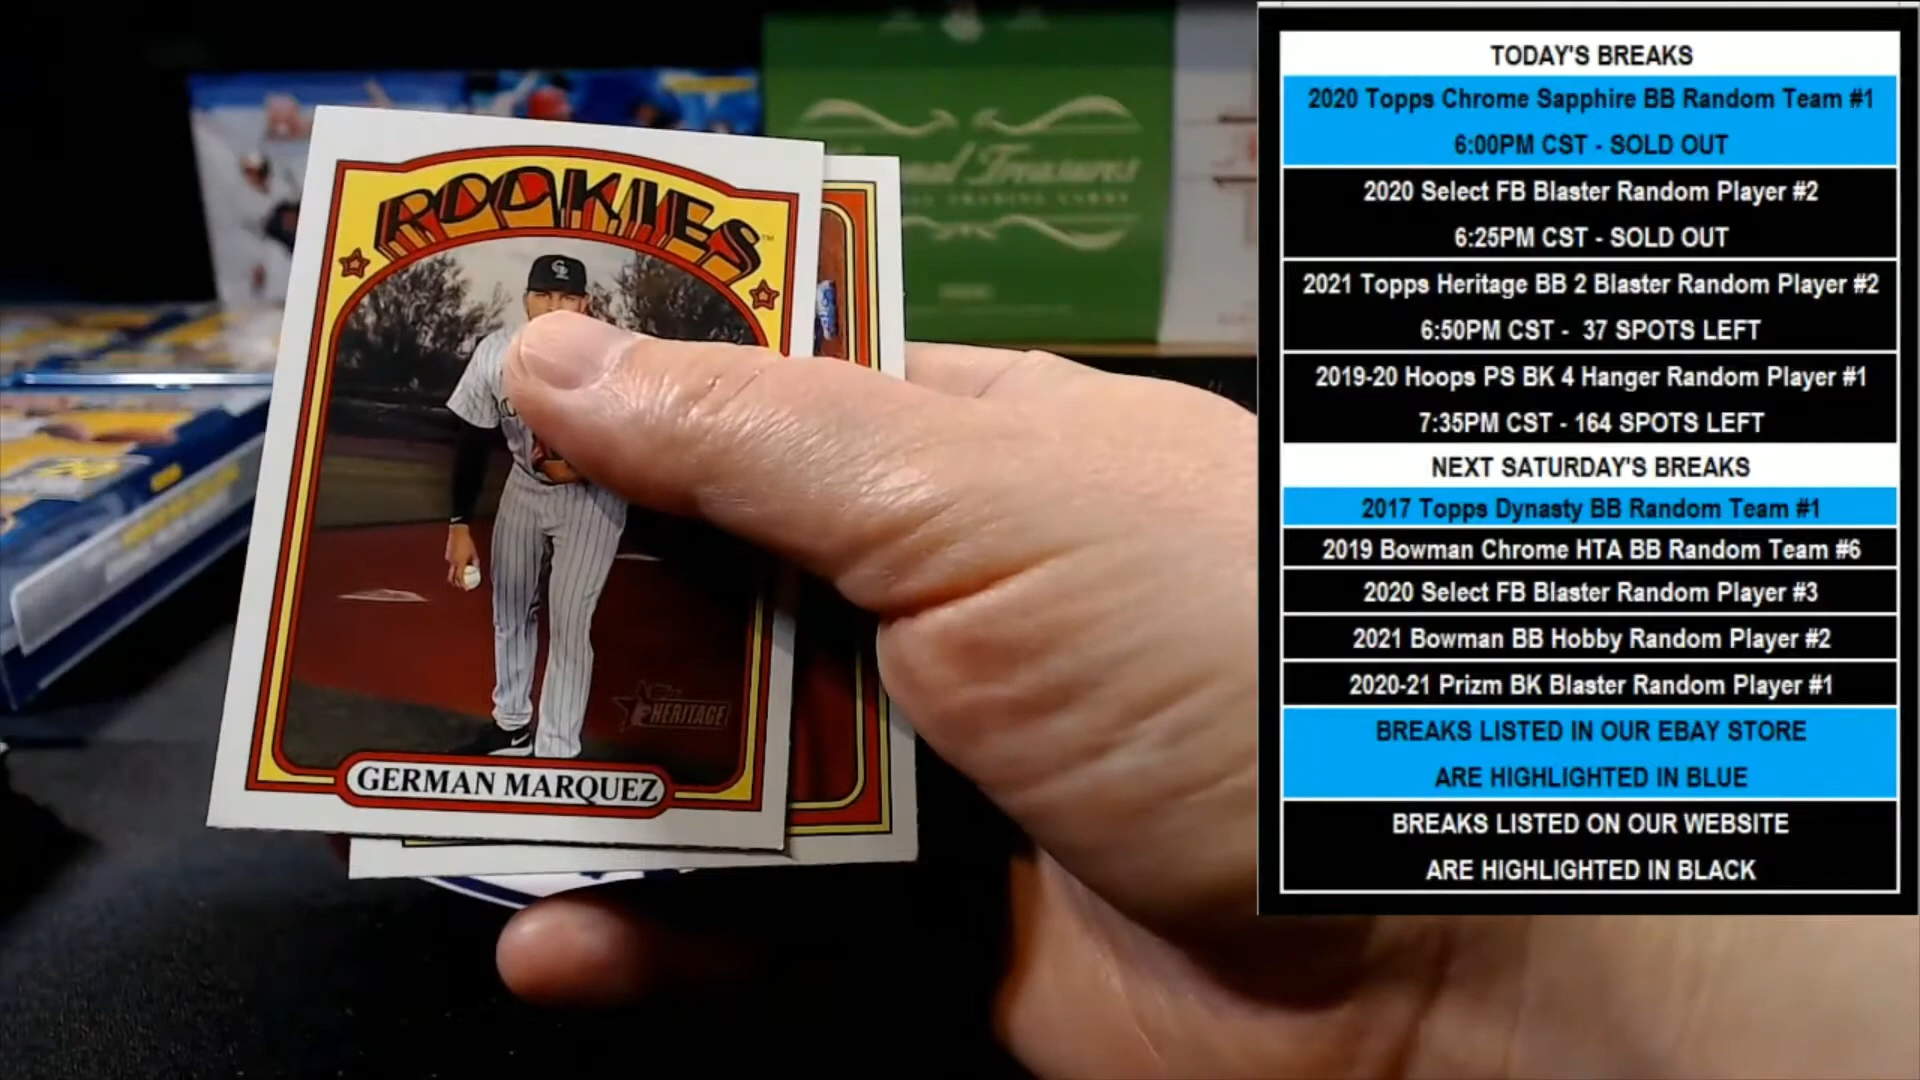 ROOKIES
HERITAGE
GERMAN MARQUEZ
Treasures
TRADING CARDS
TODAY'S BREAKS
2020 Topps Chrome Sapphire BB Random Team #1
6:00PM CST - SOLD OUT
2020 Select FB Blaster Random Player #2
6:25PM CST - SOLD OUT
2021 Topps Heritage BB 2 Blaster Random Player #2
6:50PM CST - 37 SPOTS LEFT
2019-20 Hoops PS BK 4 Hanger Random Player #1
7:35PM CST - 164 SPOTS LEFT
NEXT SATURDAY'S BREAKS
2017 Topps Dynasty BB Random Team #1
2019 Bowman Chrome HTA BB Random Team #6
2020 Select FB Blaster Random Player #3
2021 Bowman BB Hobby Random Player #2
2020-21 Prizm BK Blaster Random Player #1
BREAKS LISTED IN OUR EBAY STORE
ARE HIGHLIGHTED IN BLUE
BREAKS LISTED ON OUR WEBSITE
ARE HIGHLIGHTED IN BLACK